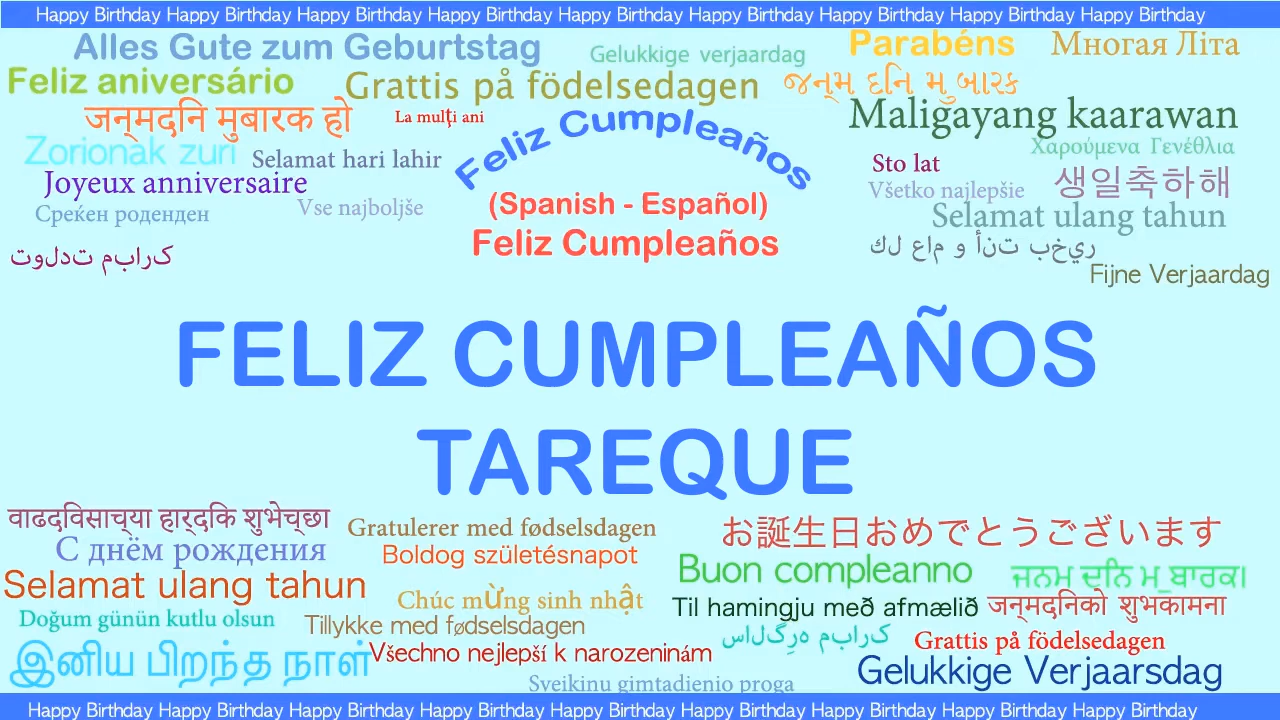 Happy Birthday Happy Birthday Happy Birthday Happy Birthday Happy Birthday Happy Birthday Happy Birthday Happy Birthday Happy Birthday
Alles Gute zum Geburtstag
Gelukkige verjaardag
Parabéns
Многая Літа
Feliz aniversário
Grattis på födelsedagen
જન્મ દિન મુબારક
जन्मदिन मुबारक हो
La mulţi ani
Feliz Cumpleaños
Maligayang kaarawan
Zorionak zuri
Selamat hari lahir
Χαρούμενα Γενέθλια
Sto lat
Joyeux anniversaire
Všetko najlepšie
생일축하해
Среќен роденден
Vse najboljše
(Spanish - Español)
Selamat ulang tahun
Feliz Cumpleaños
تولدت مبارک
كل عام و أنت بخير
Fijne Verjaardag
FELIZ CUMPLEAÑOS
TAREQUE
वाढदिवसाच्या हार्दिक शुभेच्छा
Gratulerer med fødselsdagen
お誕生日おめでとうございます
С днём рождения
Boldog születésnapot
Buon compleanno
ਜਨਮ ਦਿਨ ਮੁਬਾਰਕ।
Selamat ulang tahun
Chúc mừng sinh nhật
Til hamingju með afmælið
जन्मदिनको शुभकामना
Doğum günün kutlu olsun
Tillykke med fødselsdagen
سالگرہ مبارک
Grattis på födelsedagen
இனிய பிறந்த நாள்
Všechno nejlepší k narozeninám
Gelukkige Verjaarsdag
Sveikinu gimtadienio proga
Happy Birthday Happy Birthday Happy Birthday Happy Birthday Happy Birthday Happy Birthday Happy Birthday Happy Birthday Happy Birthday